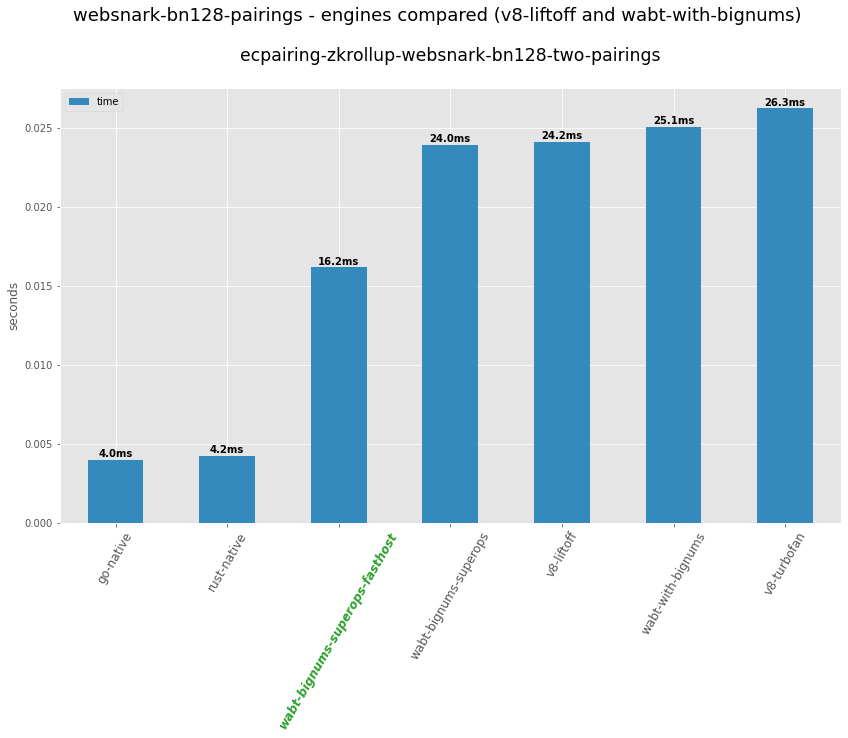 websnark-bn128-pairings - engines compared (v8-liftoff and wabt-with-bignums)
ecpairing-zkrollup-websnark-bn128-two-pairings
time
seconds
0.025
0.020
0.015
0.010
0.005
0.000
4.0ms
4.2ms
16.2ms
24.0ms
24.2ms
25.1ms
26.3ms
go-native
rust-native
wabt-bignums-superops-fasthost
wabt-bignums-superops
v8-liftoff
wabt-with-bignums
v8-turbofan